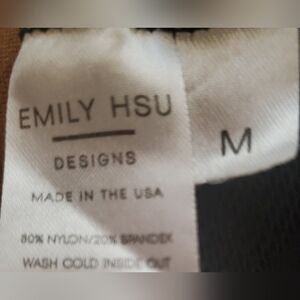 EMILY HSU
DESIGNS
M
MADE IN THE USA
80% NYLON/20% SPANDEX
WASH COLD INSIDE OUT